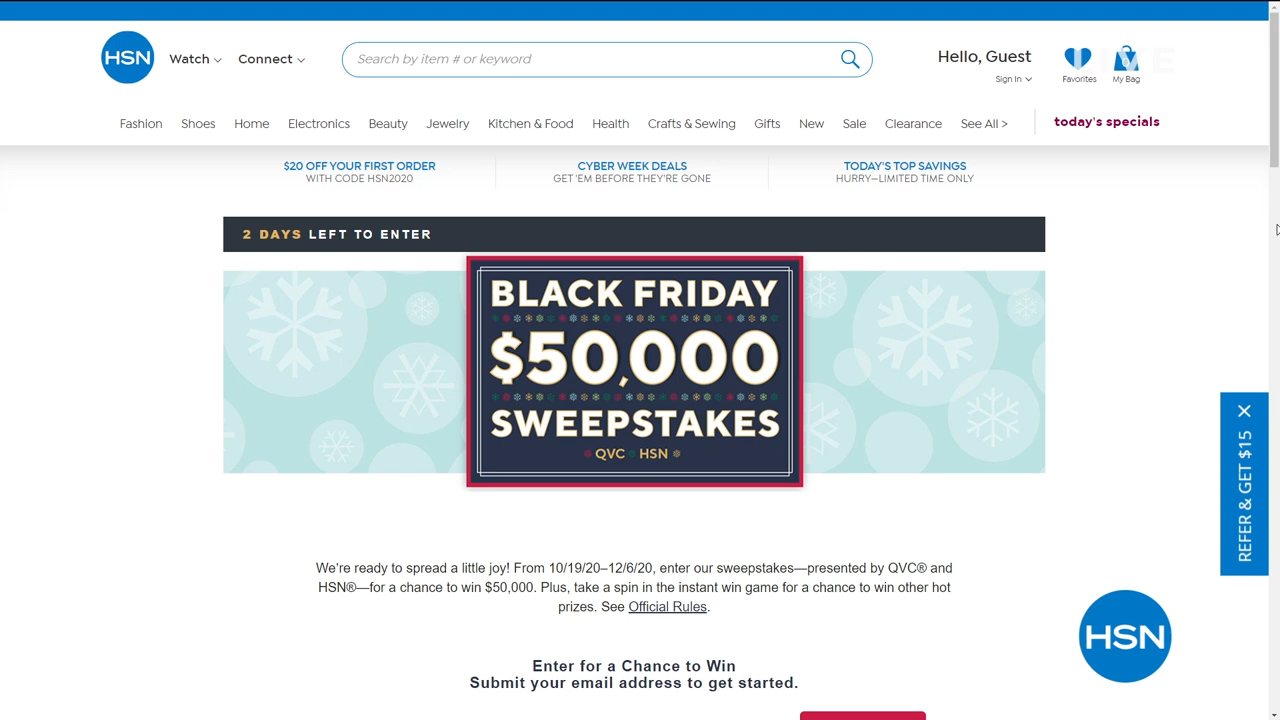 HSN
Watch
Connect
Search by item # or keyword
Hello, Guest
Sign In
Favorites
My Bag
Fashion
Shoes
Home
Electronics
Beauty
Jewelry
Kitchen & Food
Health
Crafts & Sewing
Gifts
New
Sale
Clearance
See All >
today's specials
$20 OFF YOUR FIRST ORDER
WITH CODE HSN2020
CYBER WEEK DEALS
GET 'EM BEFORE THEY'RE GONE
TODAY'S TOP SAVINGS
HURRY—LIMITED TIME ONLY
2 DAYS LEFT TO ENTER
BLACK FRIDAY
$50,000
SWEEPSTAKES
QVC HSN
REFER & GET $15
We're ready to spread a little joy! From 10/19/20–12/6/20, enter our sweepstakes—presented by QVC® and
HSN®—for a chance to win $50,000. Plus, take a spin in the instant win game for a chance to win other hot
prizes. See Official Rules.
HSN
Enter for a Chance to Win
Submit your email address to get started.